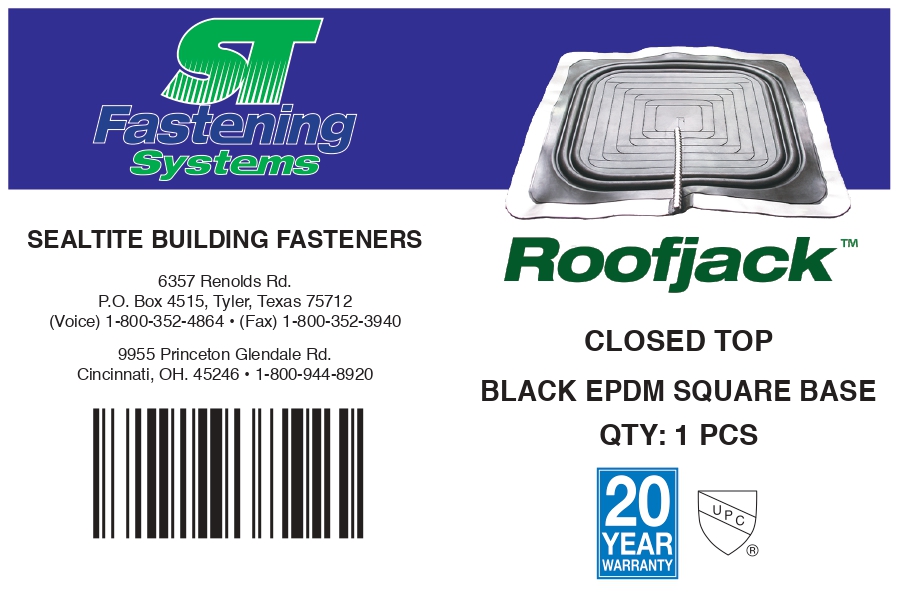 ST
Fastening
Systems
SEALTITE BUILDING FASTENERS
6357 Renolds Rd.
P.O. Box 4515, Tyler, Texas 75712
(Voice) 1-800-352-4864 • (Fax) 1-800-352-3940
9955 Princeton Glendale Rd.
Cincinnati, OH. 45246 • 1-800-944-8920
Roofjack™
CLOSED TOP
BLACK EPDM SQUARE BASE
QTY: 1 PCS
20
YEAR
WARRANTY
UPC
®